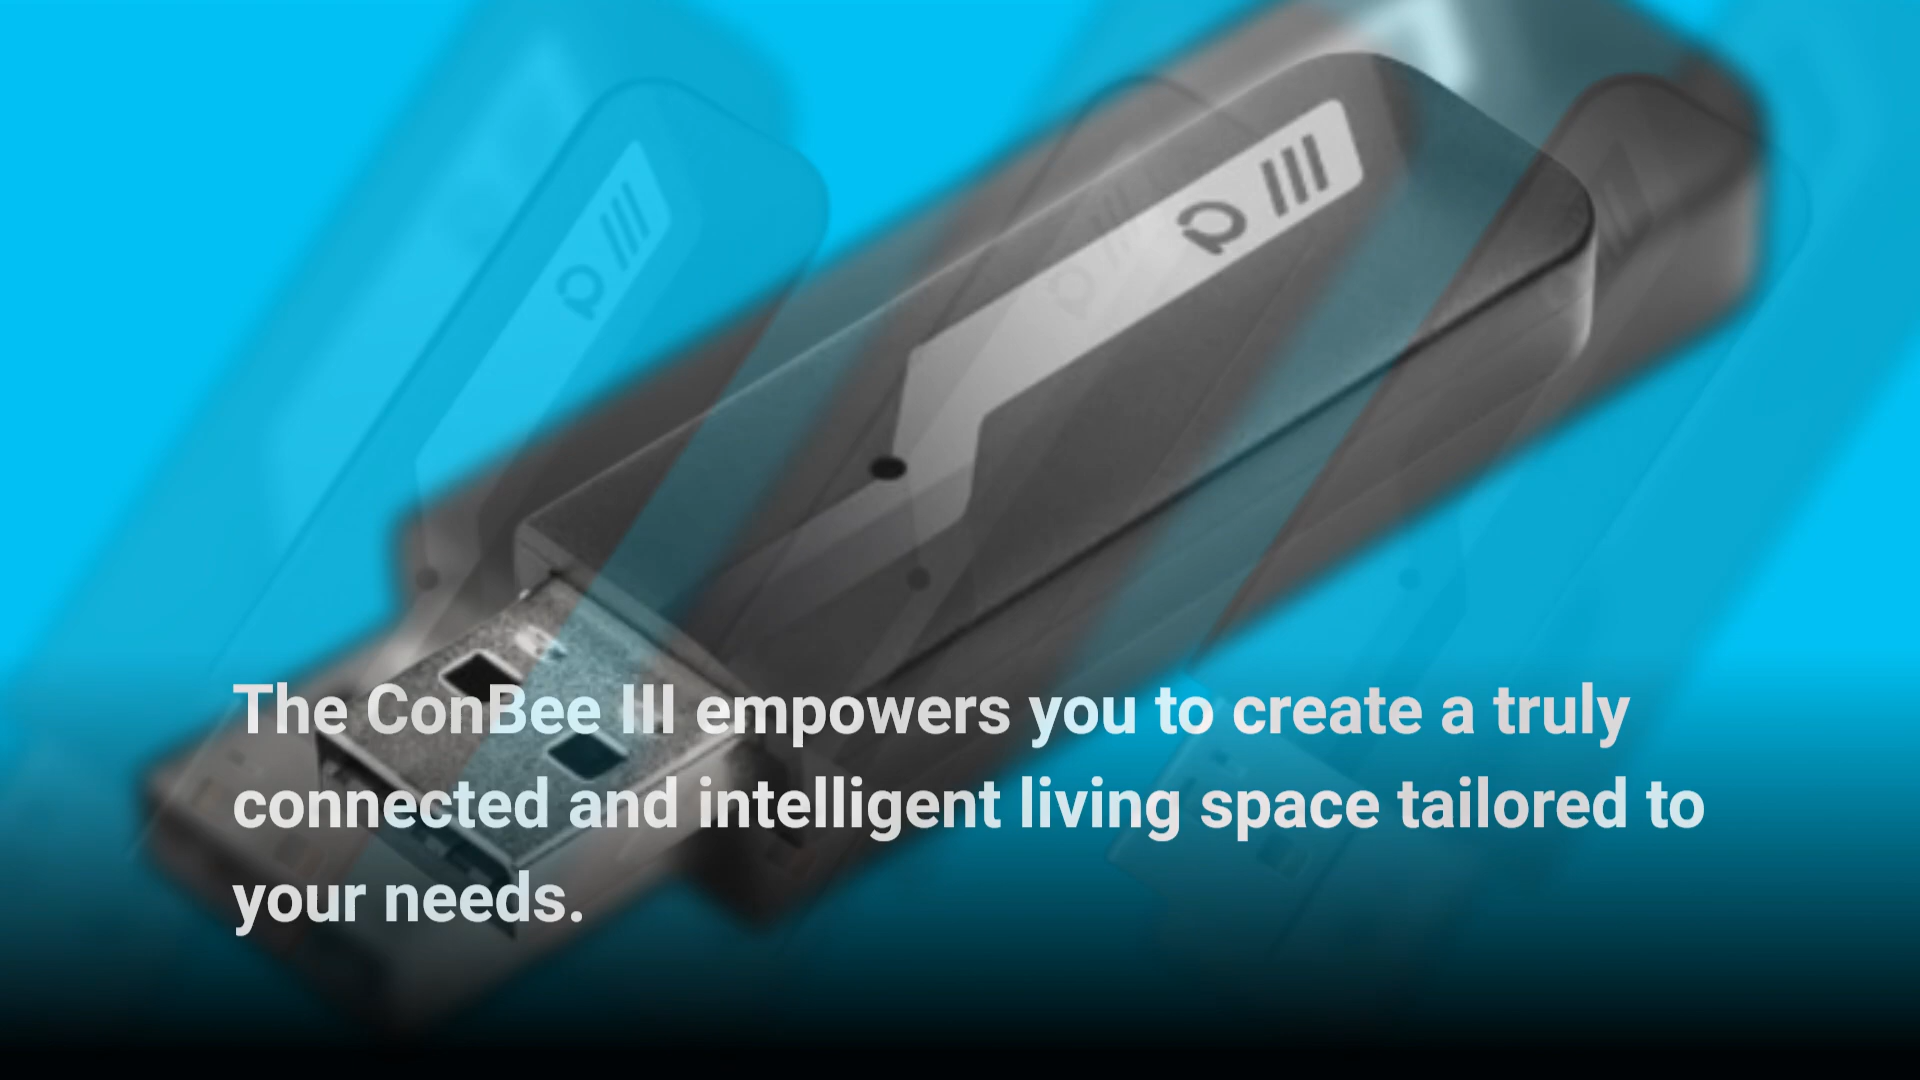 The ConBee III empowers you to create a truly
connected and intelligent living space tailored to
your needs.